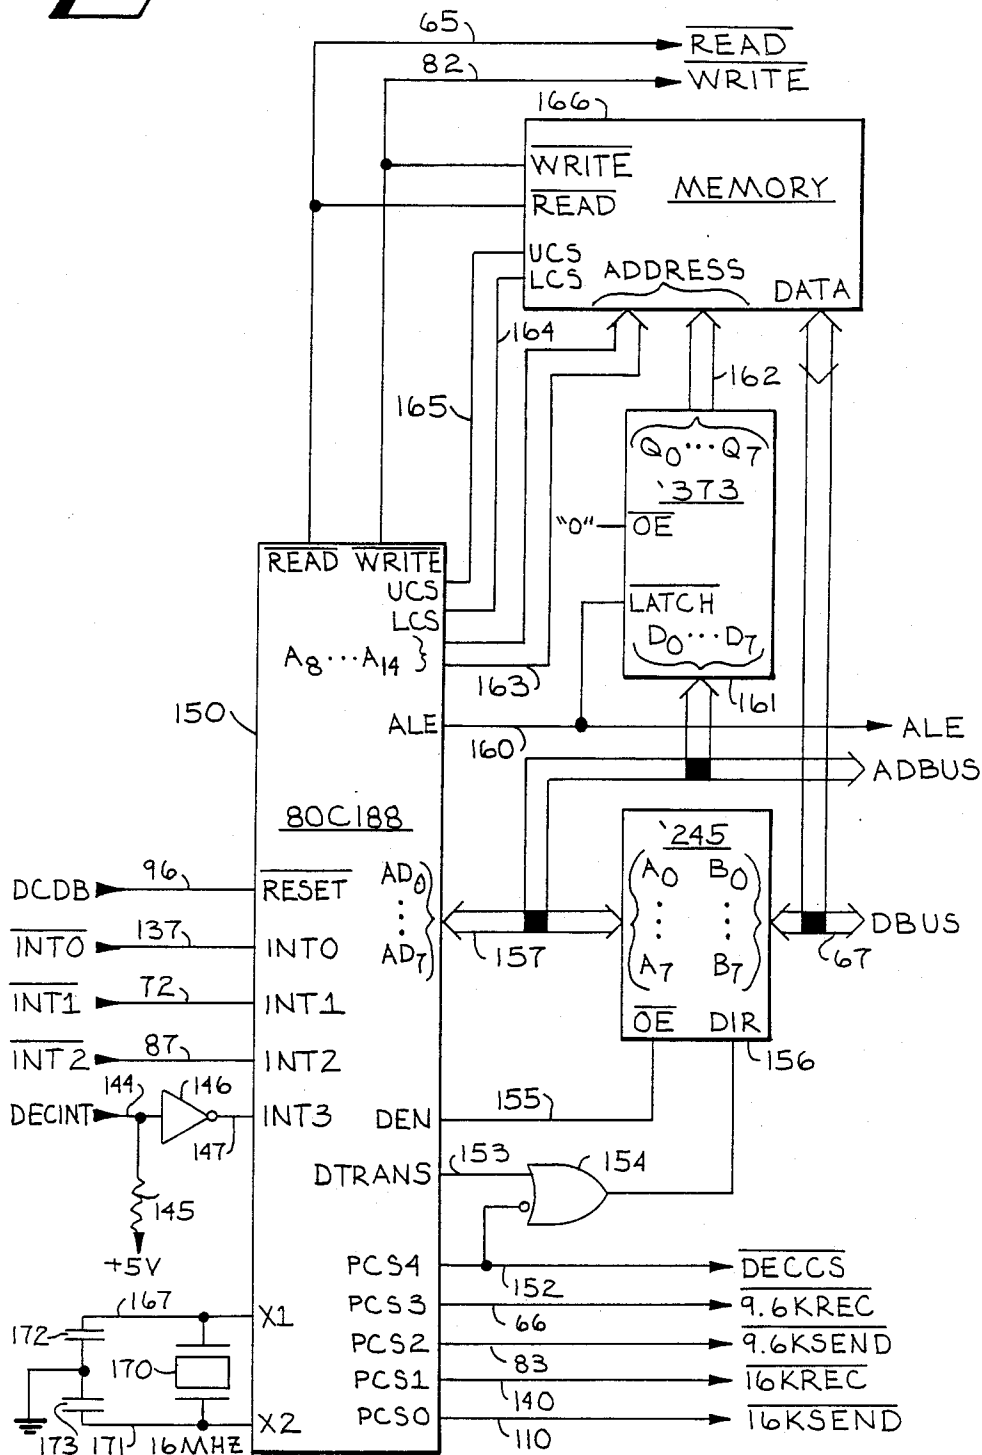 65 READ
82 WRITE
166
WRITE
MEMORY
READ
UCS
LCS ADDRESS
DATA
164
162
165
Q0···Q7
'373
"0" OE
READ WRITE
UCS
LATCH
LCS
D0···D7
A8···A14 }
163
161
150
ALE
160
ALE
ADBUS
80C188
'245
A0 B0
DCDB 96 RESET AD0
INT0 137 INT0
157
67
DBUS
AD7
A7 B7
INT1 72 INT1
OE DIR
156
INT2 87 INT2
144 146
DECINT INT3
147
DEN 155
DTRANS 153 154
145
+5V
PCS4 152 DECCS
167 X1
PCS3 66 9.6KREC
172
PCS2 83 9.6KSEND
170
PCS1 140 16KREC
X2
PCS0 110 16KSEND
173 171 16MHZ